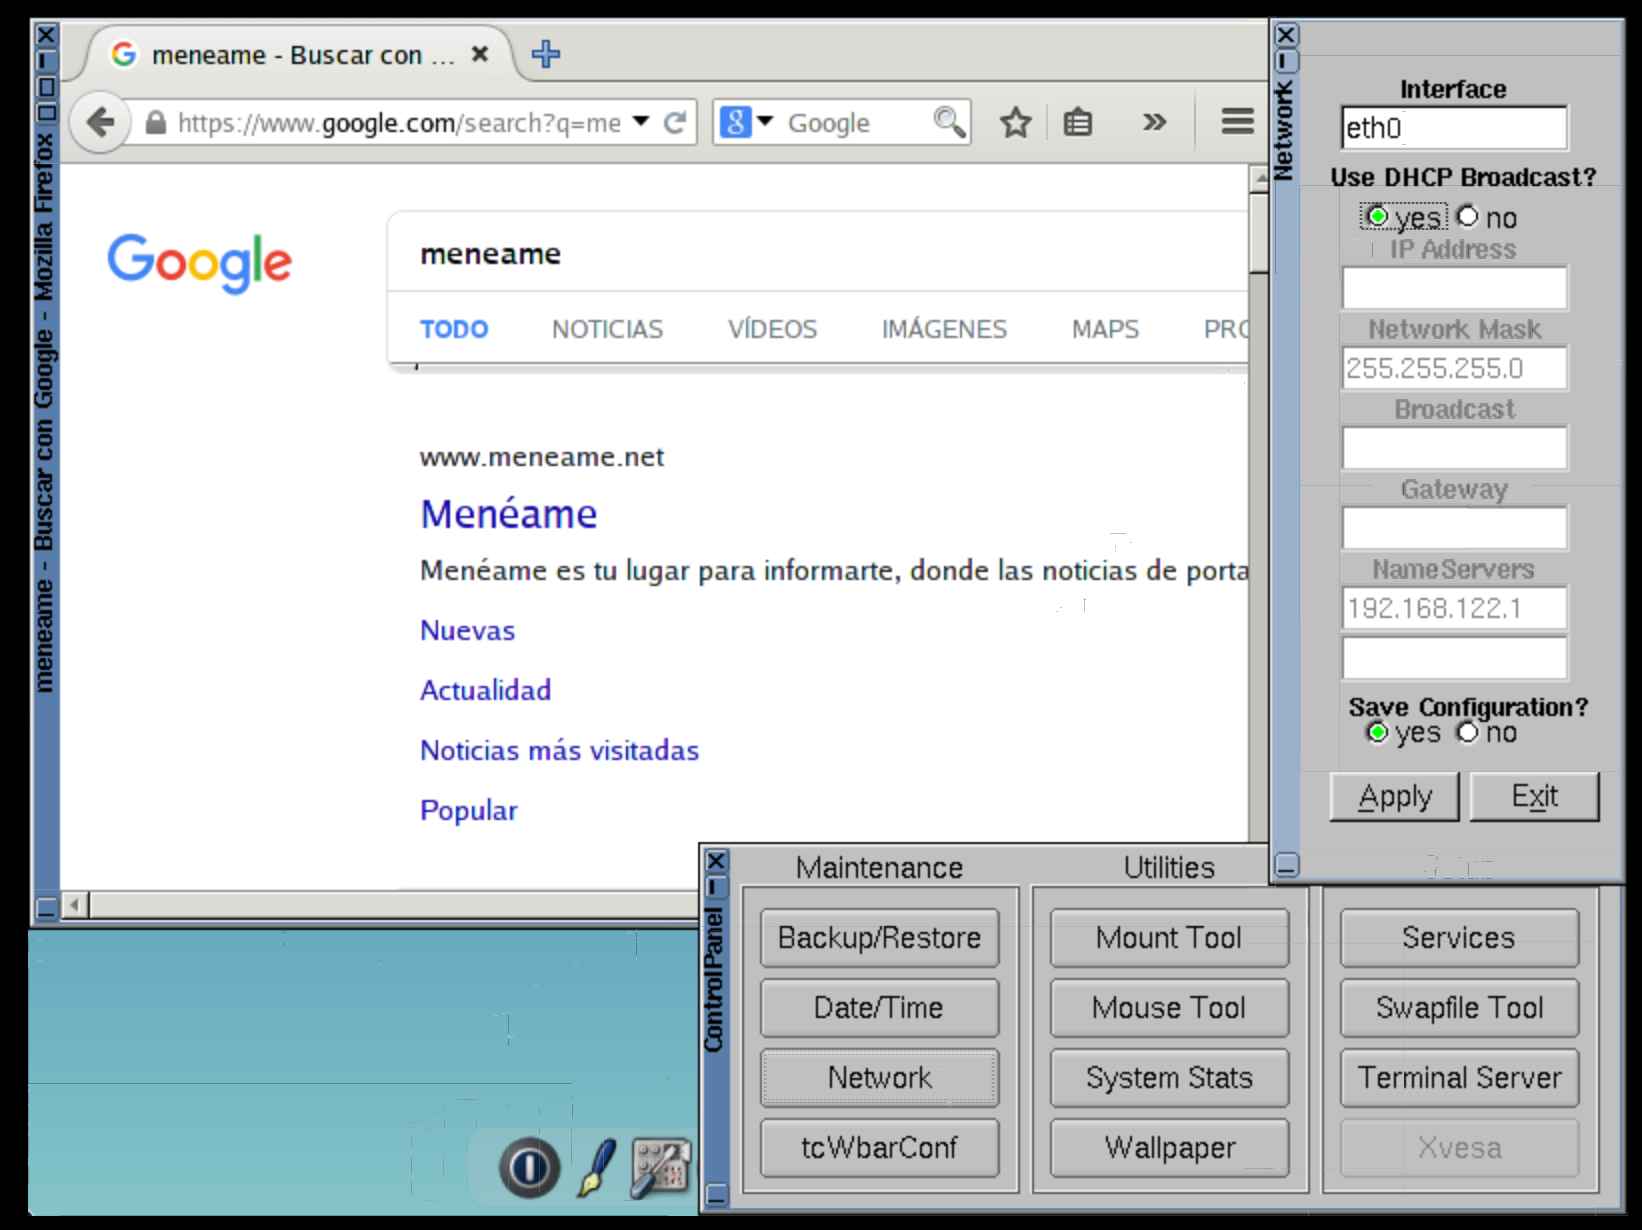 meneame - Buscar con Google - Mozilla Firefox
meneame - Buscar con ...
https://www.google.com/search?q=me
Google
Google
meneame
TODO NOTICIAS VÍDEOS IMÁGENES MAPS PRO
www.meneame.net
Menéame
Menéame es tu lugar para informarte, donde las noticias de porta
Nuevas
Actualidad
Noticias más visitadas
Popular
Network
Interface
eth0
Use DHCP Broadcast?
yes no
IP Address
Network Mask
255.255.255.0
Broadcast
Gateway
NameServers
192.168.122.1
Save Configuration?
yes no
Apply Exit
ControlPanel
Maintenance Utilities
Backup/Restore Mount Tool Services
Date/Time Mouse Tool Swapfile Tool
Network System Stats Terminal Server
tcWbarConf Wallpaper Xvesa